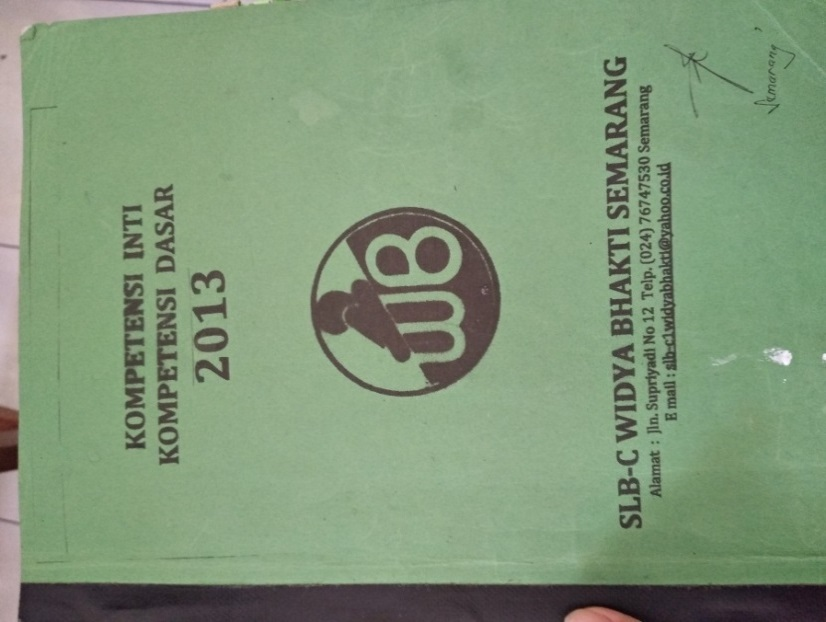 KOMPETENSI INTI
KOMPETENSI DASAR
2013
WB
SLB-C WIDYA BHAKTI SEMARANG
Alamat : Jln. Supriyadi No 12 Telp. (024) 76747530 Semarang
E mail : slb-c1widyabhakti@yahoo.co.id
Semarang